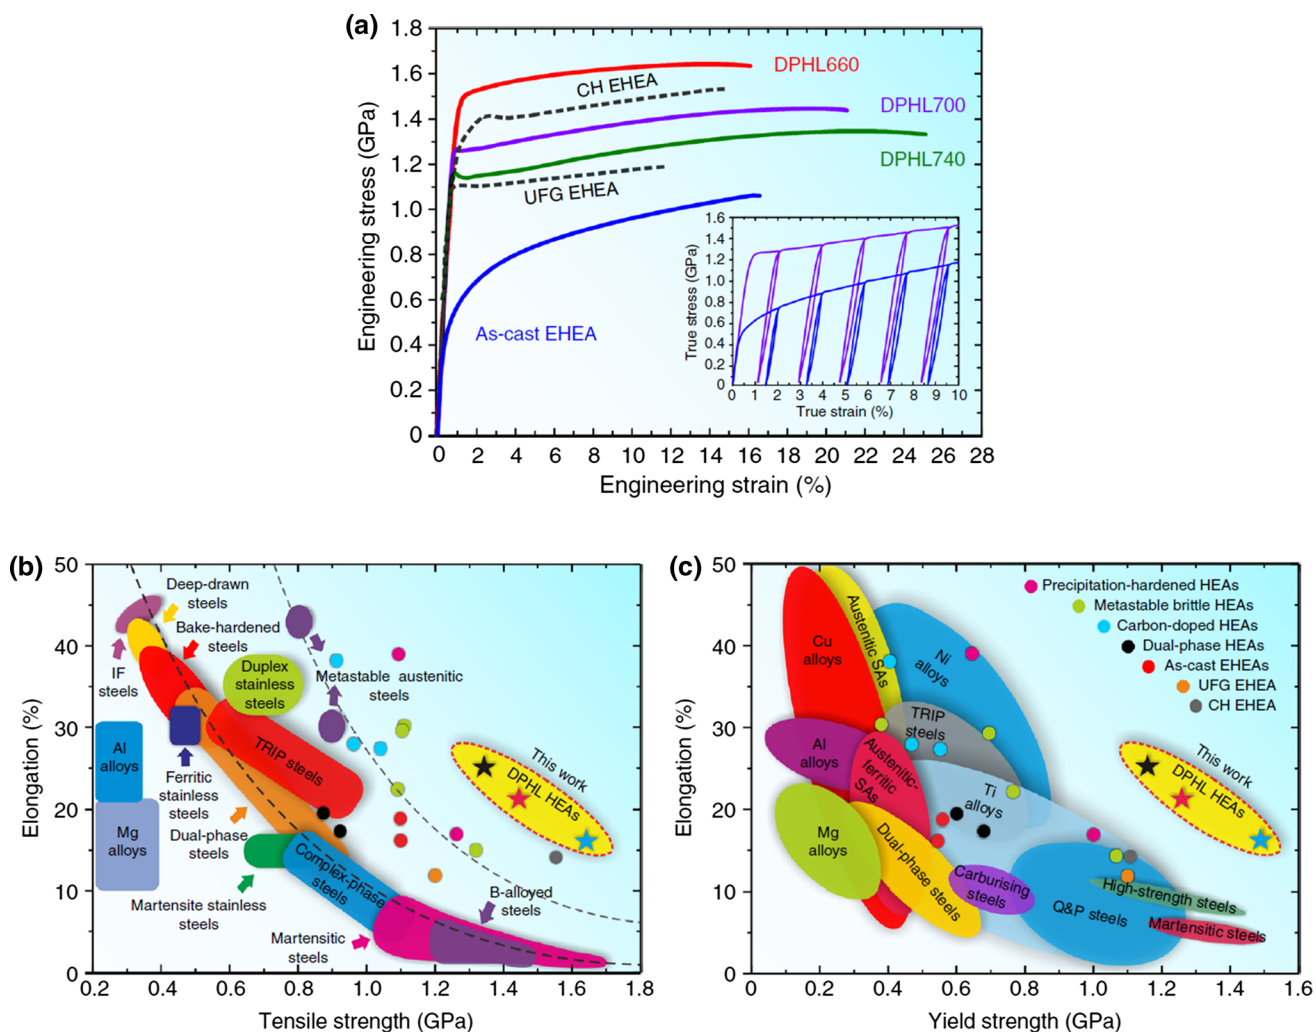 (a)
1.8
1.6
1.4
1.2
1.0
0.8
0.6
0.4
0.2
0
Engineering stress (GPa)
DPHL660
CH EHEA
DPHL700
DPHL740
UFG EHEA
As-cast EHEA
1.6
1.4
1.2
1.0
0.8
0.6
0.4
0.2
0
True stress (GPa)
0 1 2 3 4 5 6 7 8 9 10
True strain (%)
0 2 4 6 8 10 12 14 16 18 20 22 24 26 28
Engineering strain (%)
(b)
50
40
30
20
10
0
Elongation (%)
Deep-drawn
steels
Bake-hardened
steels
IF
steels
Duplex
stainless
steels
Metastable austenitic
steels
Al
alloys
TRIP steels
Ferritic
stainless
steels
Mg
alloys
Dual-phase
steels
Complex-phase
steels
Martensite stainless
steels
Martensitic
steels
B-alloyed
steels
This work
DPHL HEAs
0.2 0.4 0.6 0.8 1.0 1.2 1.4 1.6 1.8
Tensile strength (GPa)
(c)
50
40
30
20
10
0
Elongation (%)
Precipitation-hardened HEAs
Metastable brittle HEAs
Carbon-doped HEAs
Dual-phase HEAs
As-cast EHEAs
UFG EHEA
CH EHEA
Cu
alloys
Austenitic SAs
Ni
alloys
TRIP
steels
Al
alloys
Austenitic-
ferritic
SAs
Ti
alloys
Mg
alloys
Dual-phase steels
Carburising
steels
Q&P steels
High-strength steels
Martensitic steels
This work
DPHL HEAs
0 0.2 0.4 0.6 0.8 1.0 1.2 1.4 1.6
Yield strength (GPa)